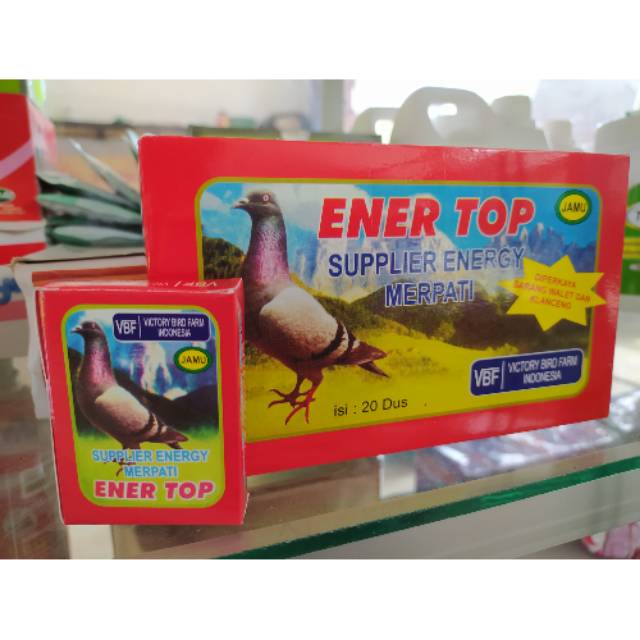 ENER TOP
JAMU
SUPPLIER ENERGY
MERPATI
DIPERKAYA
SARANG WALET DAN
KLANCENG
VBF
VICTORY BIRD FARM
INDONESIA
isi : 20 Dus
VBF
VICTORY BIRD FARM
INDONESIA
JAMU
SUPPLIER ENERGY
MERPATI
ENER TOP